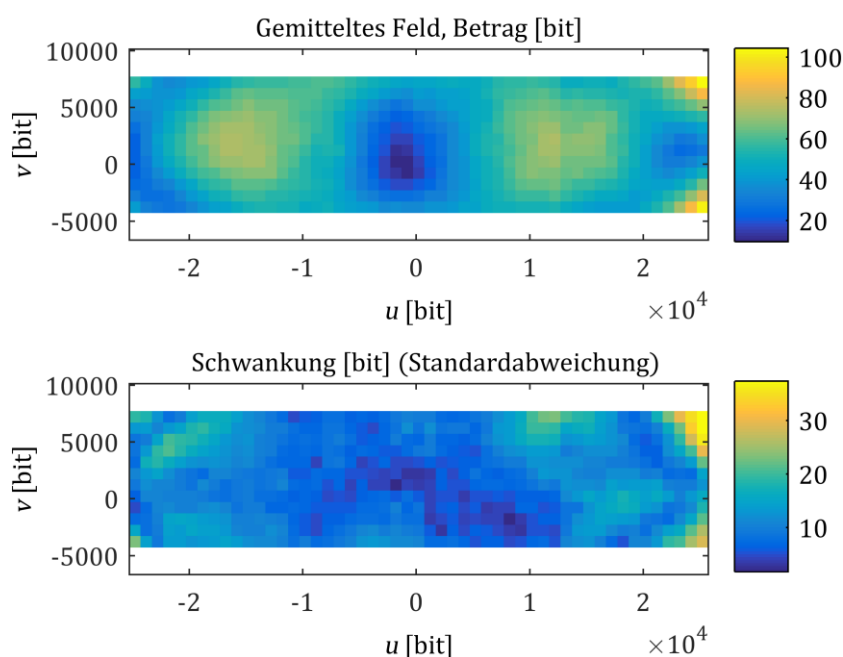 Gemitteltes Feld, Betrag [bit]
10000
5000
0
-5000
v [bit]
-2 -1 0 1 2
u [bit] ×10^4
100
80
60
40
20
Schwankung [bit] (Standardabweichung)
10000
5000
0
-5000
v [bit]
-2 -1 0 1 2
u [bit] ×10^4
30
20
10